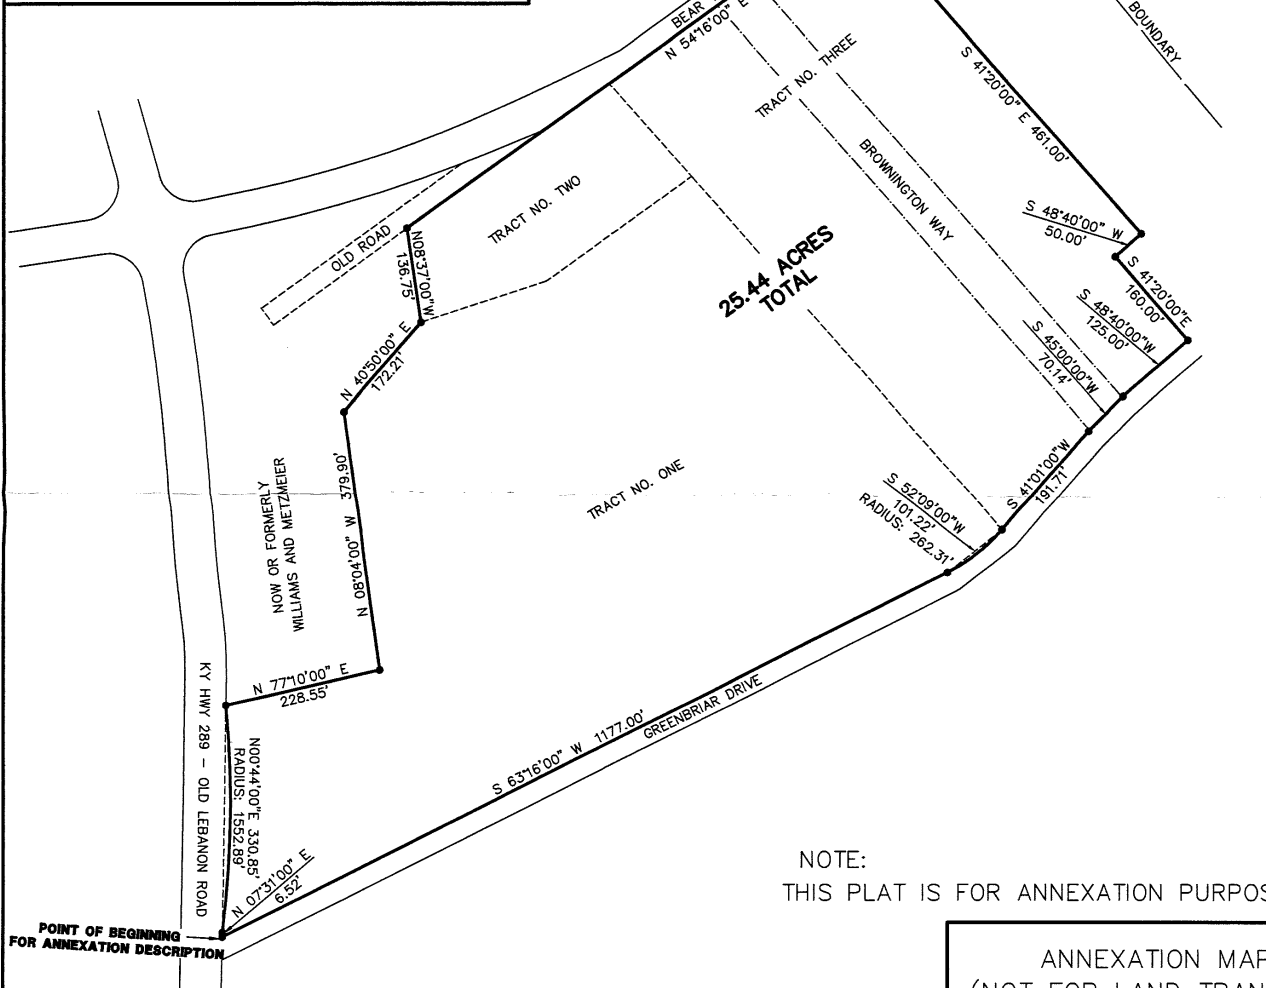 BEAR
N 54°16'00" E
TRACT NO. THREE
S 41°20'00" E 461.00'
BOUNDARY
BROWNINGTON WAY
OLD ROAD
TRACT NO. TWO
N08°37'00"W
136.75'
S 48°40'00" W
50.00'
25.44 ACRES
TOTAL
S 41°20'00"E
160.00'
S 48°40'00"W
125.00'
S 45°00'00"W
70.14'
N 40°50'00" E
172.21'
TRACT NO. ONE
S 41°01'00"W
191.71'
S 52°09'00"W
101.22'
RADIUS: 262.31'
NOW OR FORMERLY
WILLIAMS AND METZMEIER
N 08°04'00" W 379.90'
N 77°10'00" E
228.55'
KY HWY 289 – OLD LEBANON ROAD
N00°44'00"E, 330.85'
RADIUS: 1552.89'
S 63°16'00" W 1177.00'
GREENBRIAR DRIVE
N 07°31'00" E
6.52'
POINT OF BEGINNING
FOR ANNEXATION DESCRIPTION
NOTE:
THIS PLAT IS FOR ANNEXATION PURPOS
ANNEXATION MAP
(NOT FOR LAND TRAN